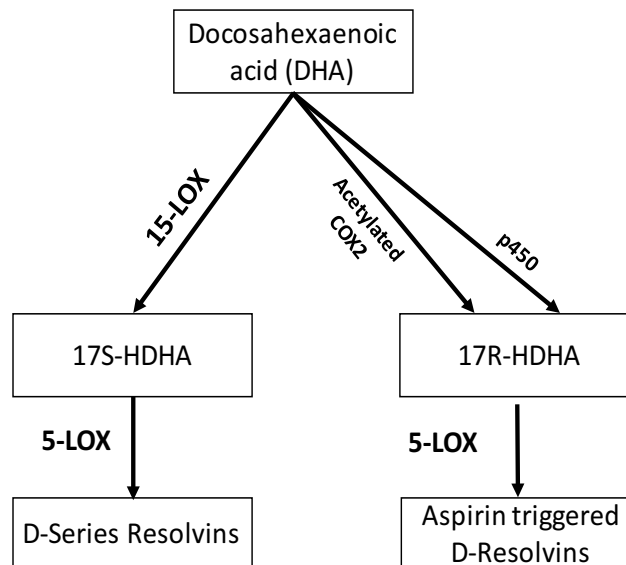 Docosahexaenoic
acid (DHA)
15-LOX
Acetylated
COX2
p450
17S-HDHA
17R-HDHA
5-LOX
5-LOX
D-Series Resolvins
Aspirin triggered
D-Resolvins